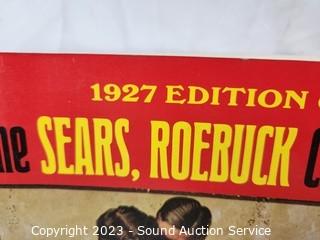 1927 EDITION
SEARS, ROEBUCK
Copyright 2023 - Sound Auction Service